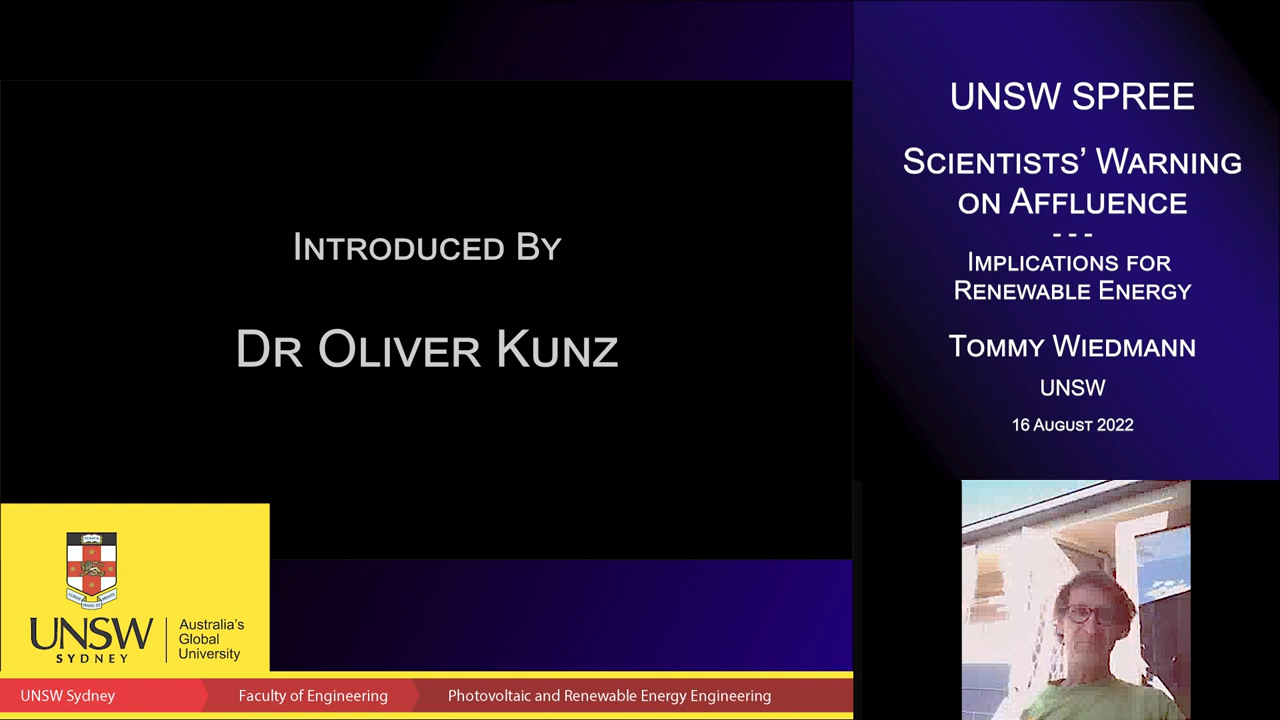 Introduced By
Dr Oliver Kunz
UNSW SPREE
Scientists' Warning
on Affluence
- - -
Implications for
Renewable Energy
Tommy Wiedmann
UNSW
16 August 2022
UNSW
SYDNEY
Australia's
Global
University
UNSW Sydney
Faculty of Engineering
Photovoltaic and Renewable Energy Engineering